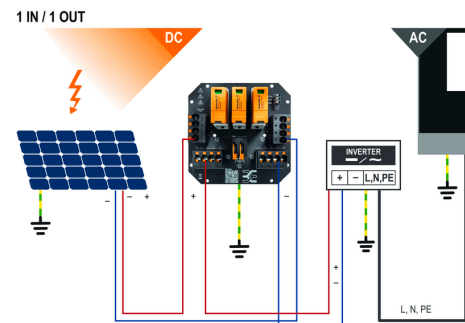 1 IN / 1 OUT
DC
AC
INVERTER
+ − L,N,PE
− − +
+
−
+
−
L, N, PE